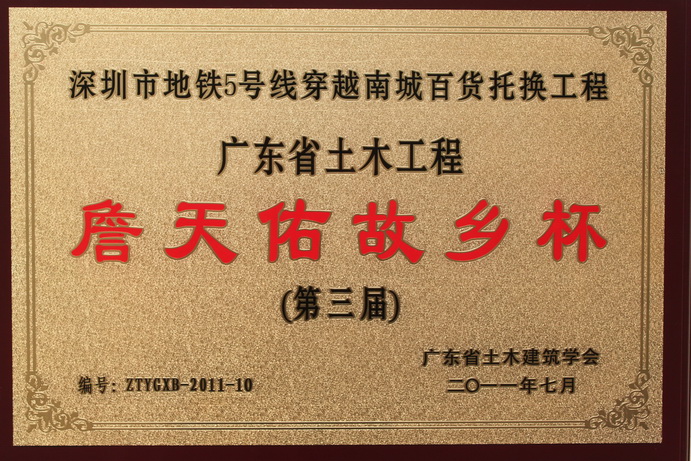 深圳市地铁5号线穿越南城百货托换工程
广东省土木工程
詹天佑故乡杯
(第三届)
广东省土木建筑学会
编号：ZTYGXB-2011-10
二〇一一年七月